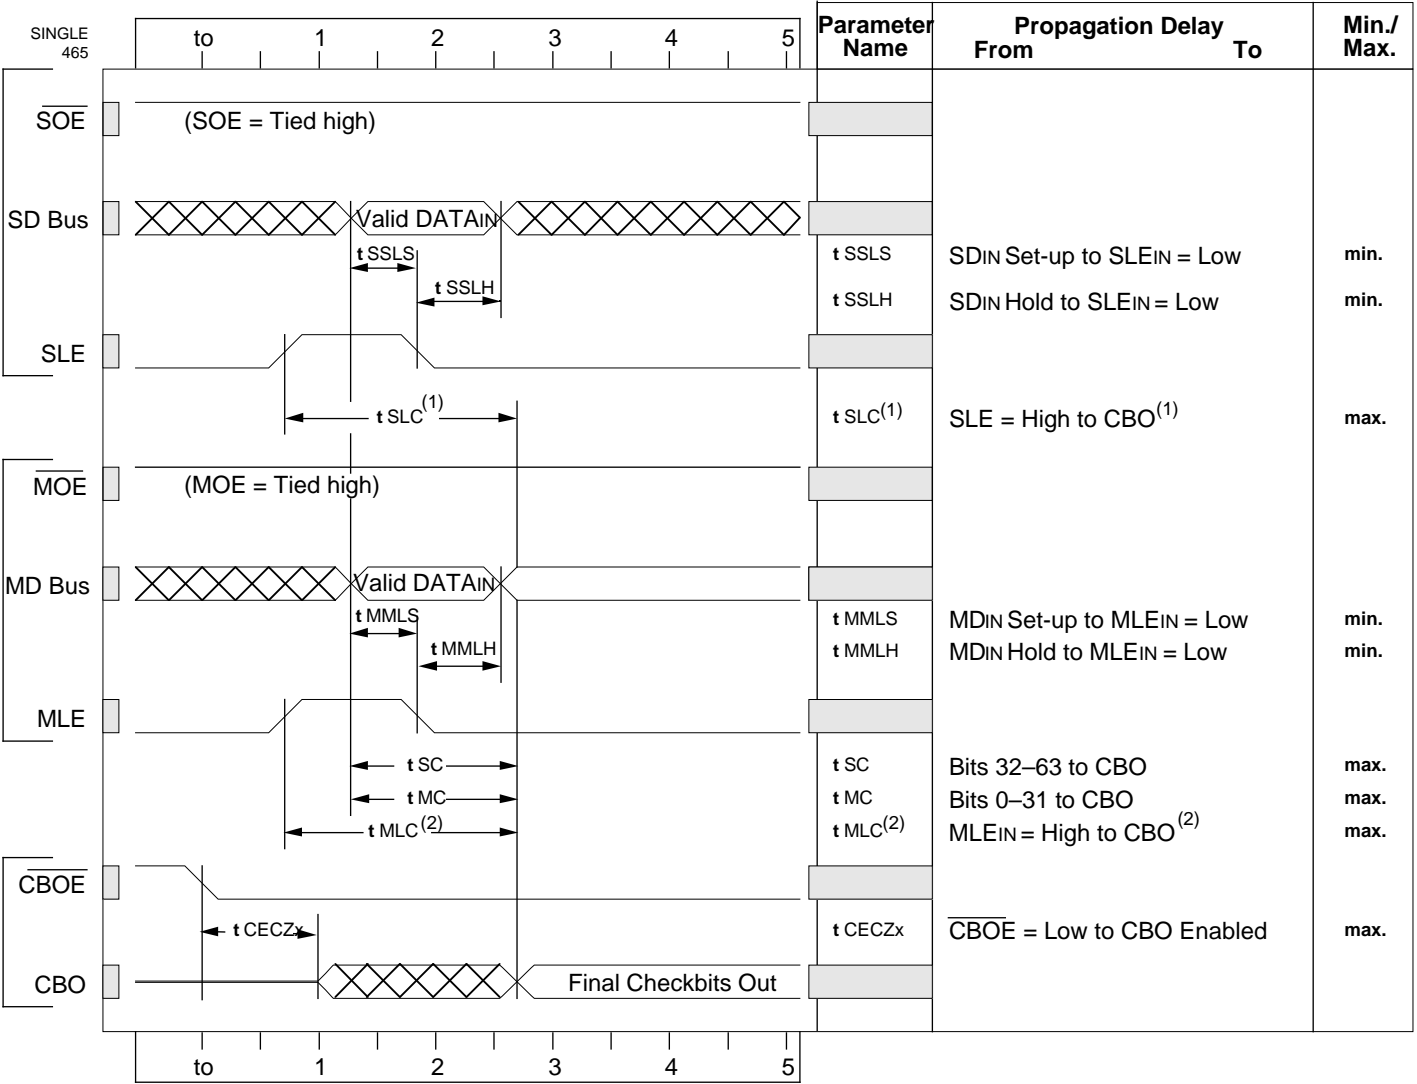 SINGLE
465
to 1 2 3 4 5
Parameter Name
Propagation Delay
From To
Min./ Max.
SOE
(SOE = Tied high)
SD Bus
Valid DATAIN
t SSLS
t SSLS SDIN Set-up to SLEIN = Low min.
t SSLH
t SSLH SDIN Hold to SLEIN = Low min.
SLE
t SLC(1)
t SLC(1) SLE = High to CBO(1) max.
MOE
(MOE = Tied high)
MD Bus
Valid DATAIN
t MMLS
t MMLS MDIN Set-up to MLEIN = Low min.
t MMLH
t MMLH MDIN Hold to MLEIN = Low min.
MLE
t SC
t SC Bits 32–63 to CBO max.
t MC
t MC Bits 0–31 to CBO max.
t MLC(2)
t MLC(2) MLEIN = High to CBO(2) max.
CBOE
t CECZx
t CECZx CBOE = Low to CBO Enabled max.
CBO
Final Checkbits Out
to 1 2 3 4 5